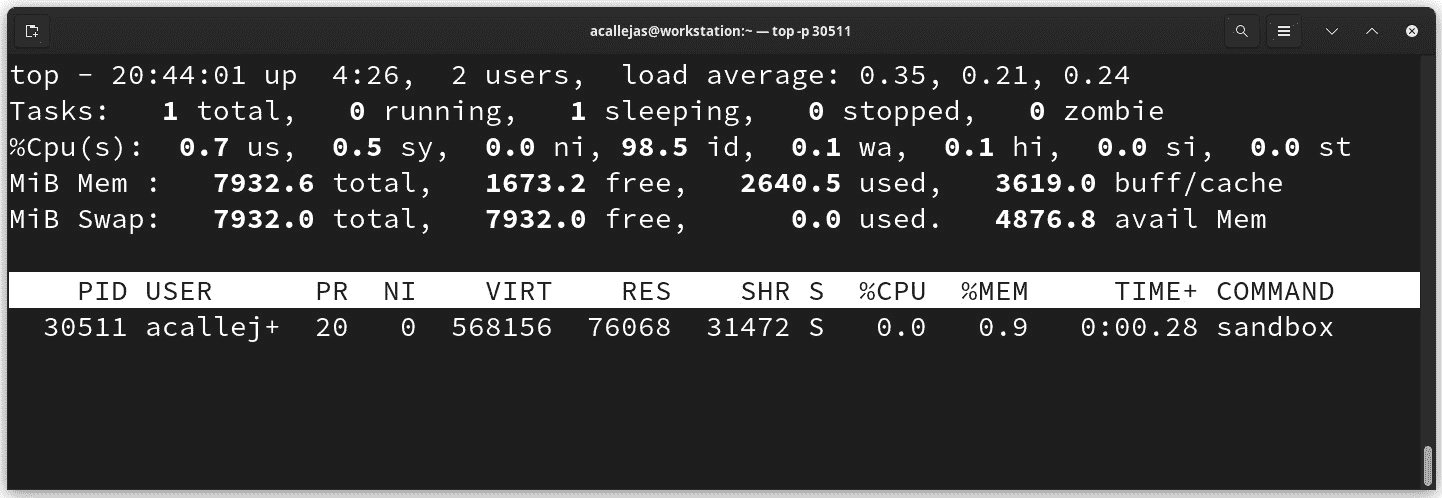 acallejas@workstation:~ — top -p 30511
top - 20:44:01 up  4:26,  2 users,  load average: 0.35, 0.21, 0.24
Tasks:   1 total,   0 running,   1 sleeping,   0 stopped,   0 zombie
%Cpu(s):  0.7 us,  0.5 sy,  0.0 ni, 98.5 id,  0.1 wa,  0.1 hi,  0.0 si,  0.0 st
MiB Mem :   7932.6 total,   1673.2 free,   2640.5 used,   3619.0 buff/cache
MiB Swap:   7932.0 total,   7932.0 free,      0.0 used.   4876.8 avail Mem
    PID USER      PR  NI    VIRT    RES    SHR S  %CPU  %MEM     TIME+ COMMAND
  30511 acallej+  20   0  568156  76068  31472 S   0.0   0.9   0:00.28 sandbox